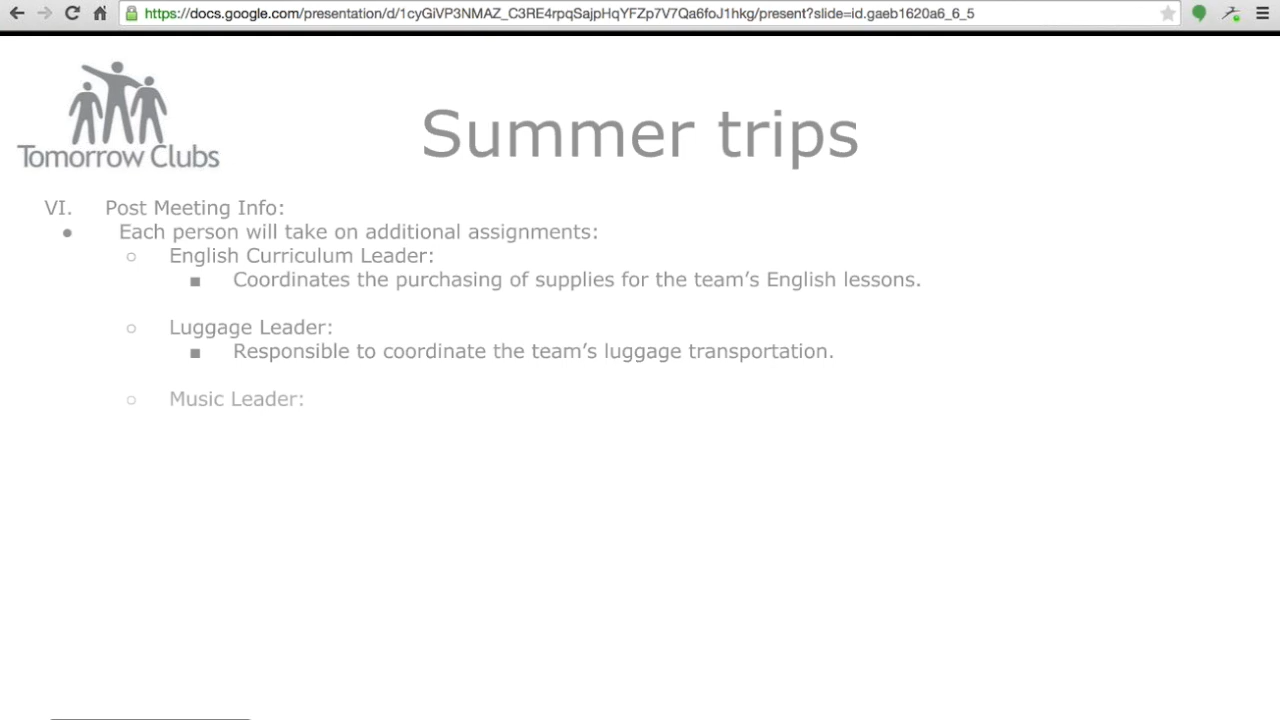 https://docs.google.com/presentation/d/1cyGiVP3NMAZ_C3RE4rpqSajpHqYFZp7V7Qa6foJ1hkg/present?slide=id.gaeb1620a6_6_5
Tomorrow Clubs
Summer trips
VI. Post Meeting Info:
● Each person will take on additional assignments:
○ English Curriculum Leader:
■ Coordinates the purchasing of supplies for the team’s English lessons.
○ Luggage Leader:
■ Responsible to coordinate the team’s luggage transportation.
○ Music Leader: